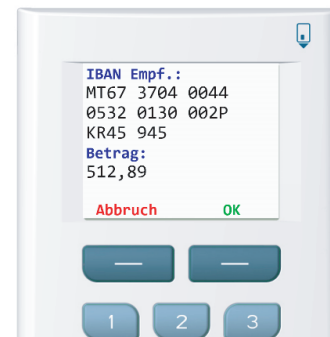 IBAN Empf.:
MT67 3704 0044
0532 0130 002P
KR45 945
Betrag:
512,89
Abbruch OK
1 2 3